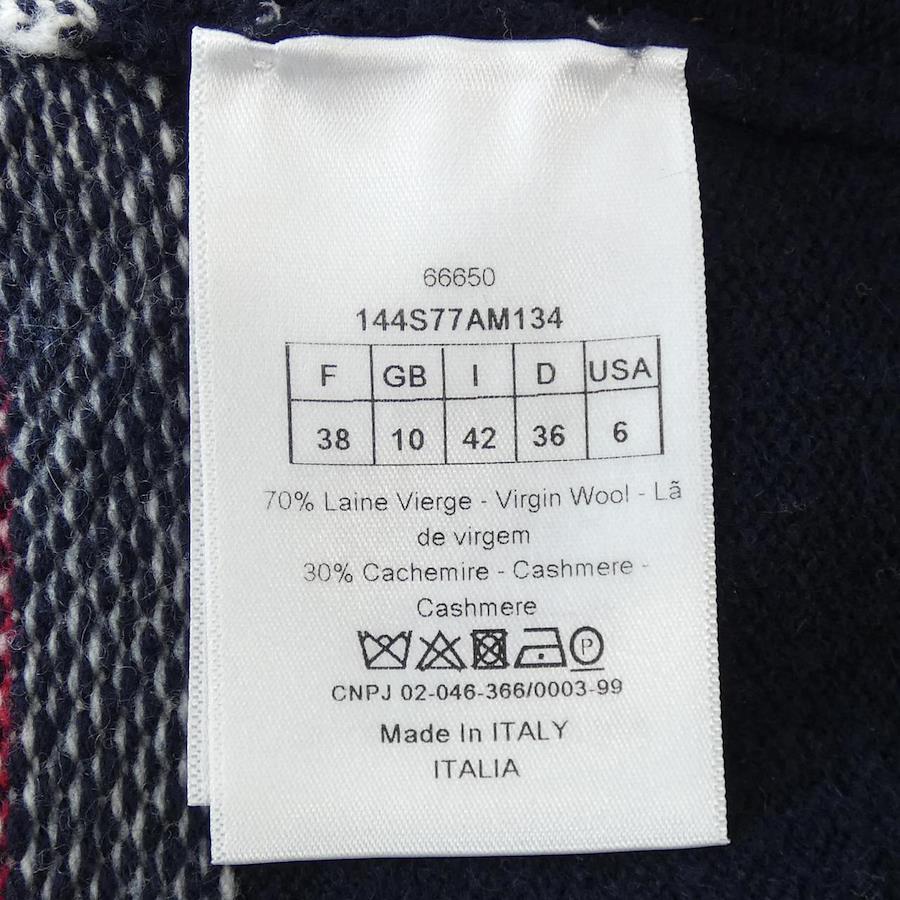 66650
144S77AM134
F GB I D USA
38 10 42 36 6
70% Laine Vierge - Virgin Wool - Lã
de virgem
30% Cachemire - Cashmere -
Cashmere
P
CNPJ 02-046-366/0003-99
Made In ITALY
ITALIA